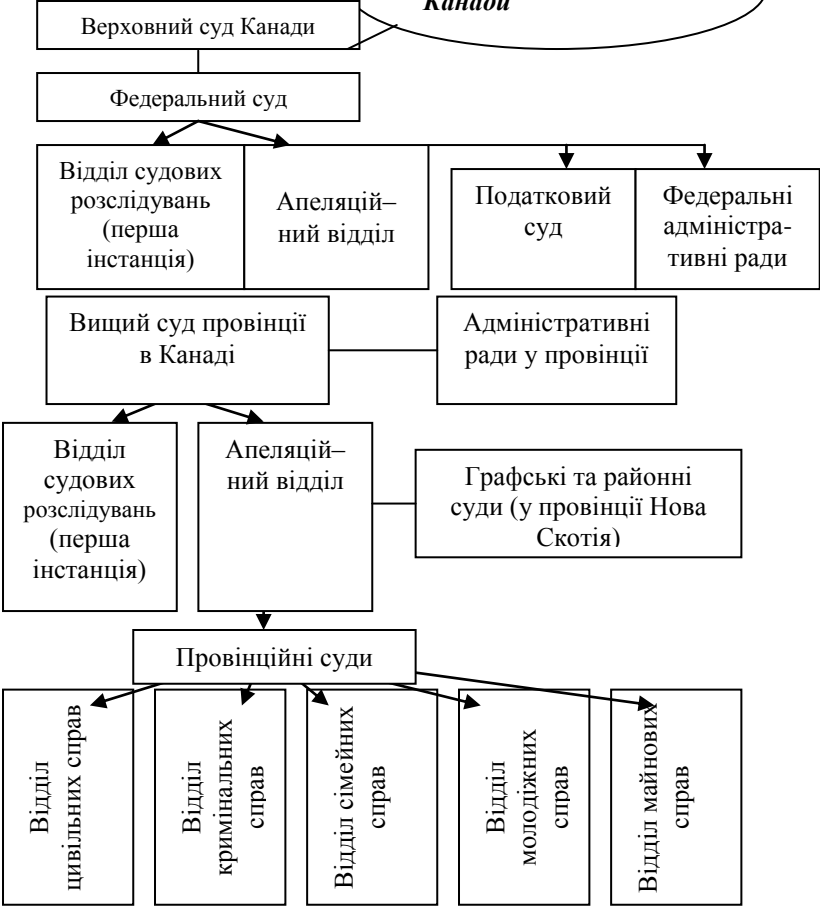 Канади
Верховний суд Канади
Федеральний суд
Відділ судових
розслідувань
(перша
інстанція)
Апеляцій–
ний відділ
Податковий
суд
Федеральні
адміністра-
тивні ради
Вищий суд провінції
в Канаді
Адміністративні
ради у провінції
Відділ
судових
розслідувань
(перша
інстанція)
Апеляцій–
ний відділ
Графські та районні
суди (у провінції Нова
Скотія)
Провінційні суди
Відділ
цивільних справ
Відділ
кримінальних
справ
Відділ сімейних
справ
Відділ
молодіжних
справ
Відділ майнових
справ